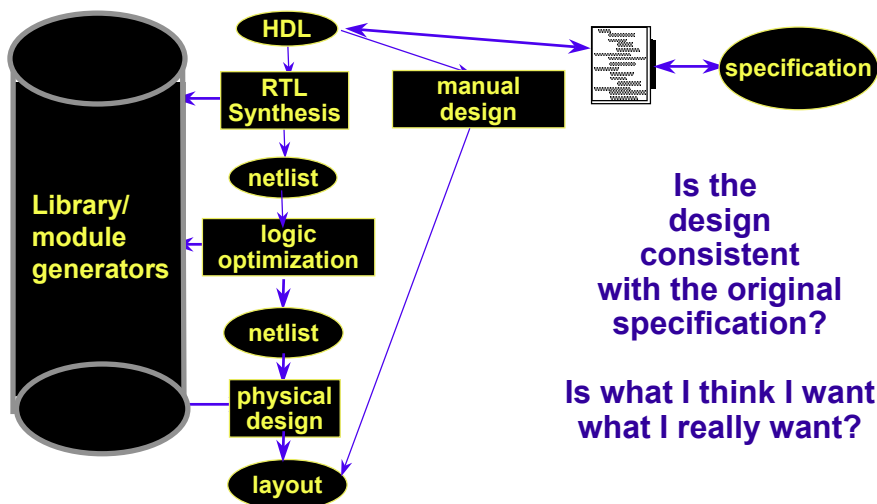 HDL
RTL
Synthesis
manual
design
specification
netlist
Library/
module
generators
logic
optimization
netlist
physical
design
layout
Is the
design
consistent
with the original
specification?
Is what I think I want
what I really want?